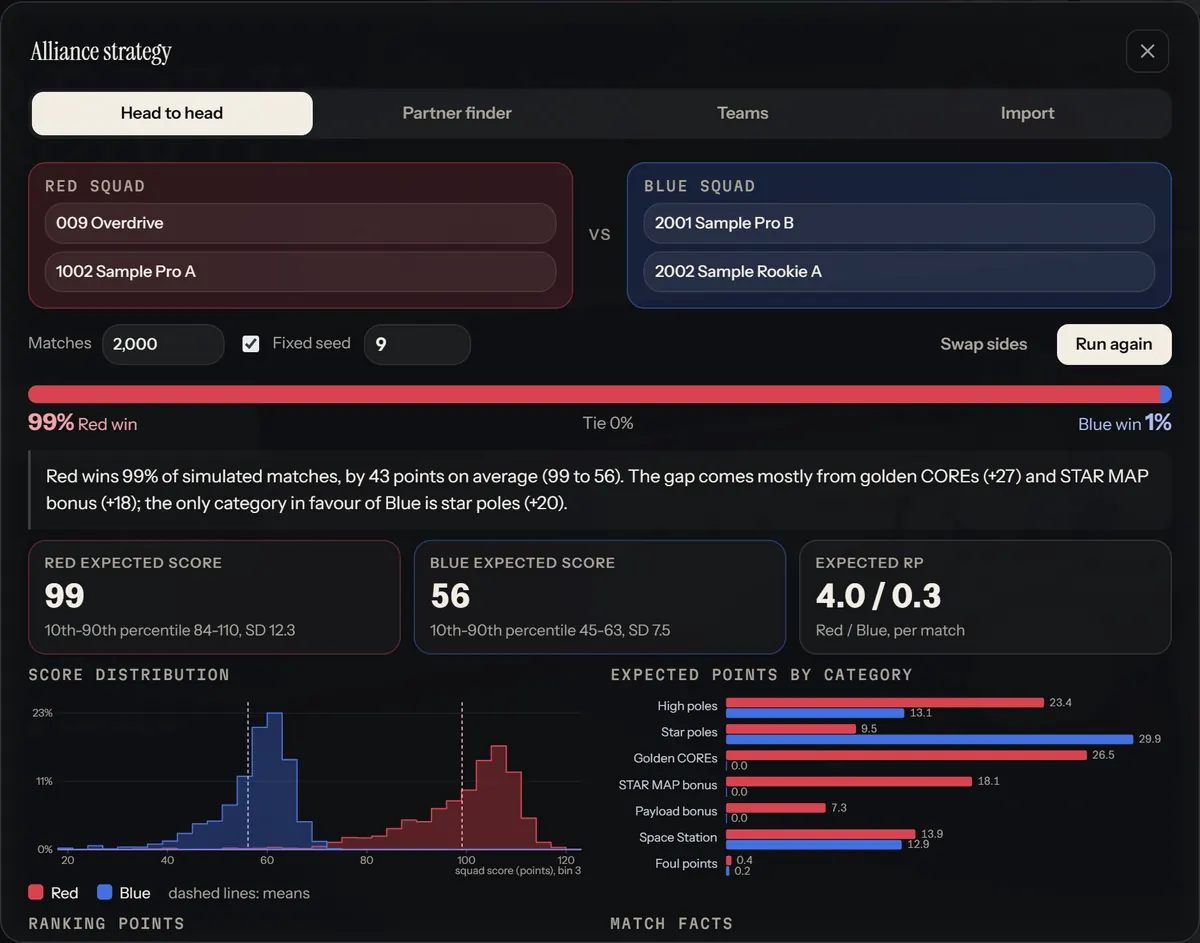 Alliance strategy
Head to head
Partner finder
Teams
Import
RED SQUAD
009 Overdrive
1002 Sample Pro A
VS
BLUE SQUAD
2001 Sample Pro B
2002 Sample Rookie A
Matches 2,000 Fixed seed 9 Swap sides Run again
99% Red win Tie 0% Blue win 1%
Red wins 99% of simulated matches, by 43 points on average (99 to 56). The gap comes mostly from golden COREs (+27) and STAR MAP
bonus (+18); the only category in favour of Blue is star poles (+20).
RED EXPECTED SCORE
99
10th-90th percentile 84-110, SD 12.3
BLUE EXPECTED SCORE
56
10th-90th percentile 45-63, SD 7.5
EXPECTED RP
4.0 / 0.3
Red / Blue, per match
SCORE DISTRIBUTION
23%
11%
0%
20 40 60 80 100 120
squad score (points), bin 3
Red Blue dashed lines: means
EXPECTED POINTS BY CATEGORY
High poles 23.4
13.1
Star poles 9.5
29.9
Golden COREs 26.5
0.0
STAR MAP bonus 18.1
0.0
Payload bonus 7.3
0.0
Space Station 13.9
12.9
Foul points 0.4
0.2
RANKING POINTS
MATCH FACTS